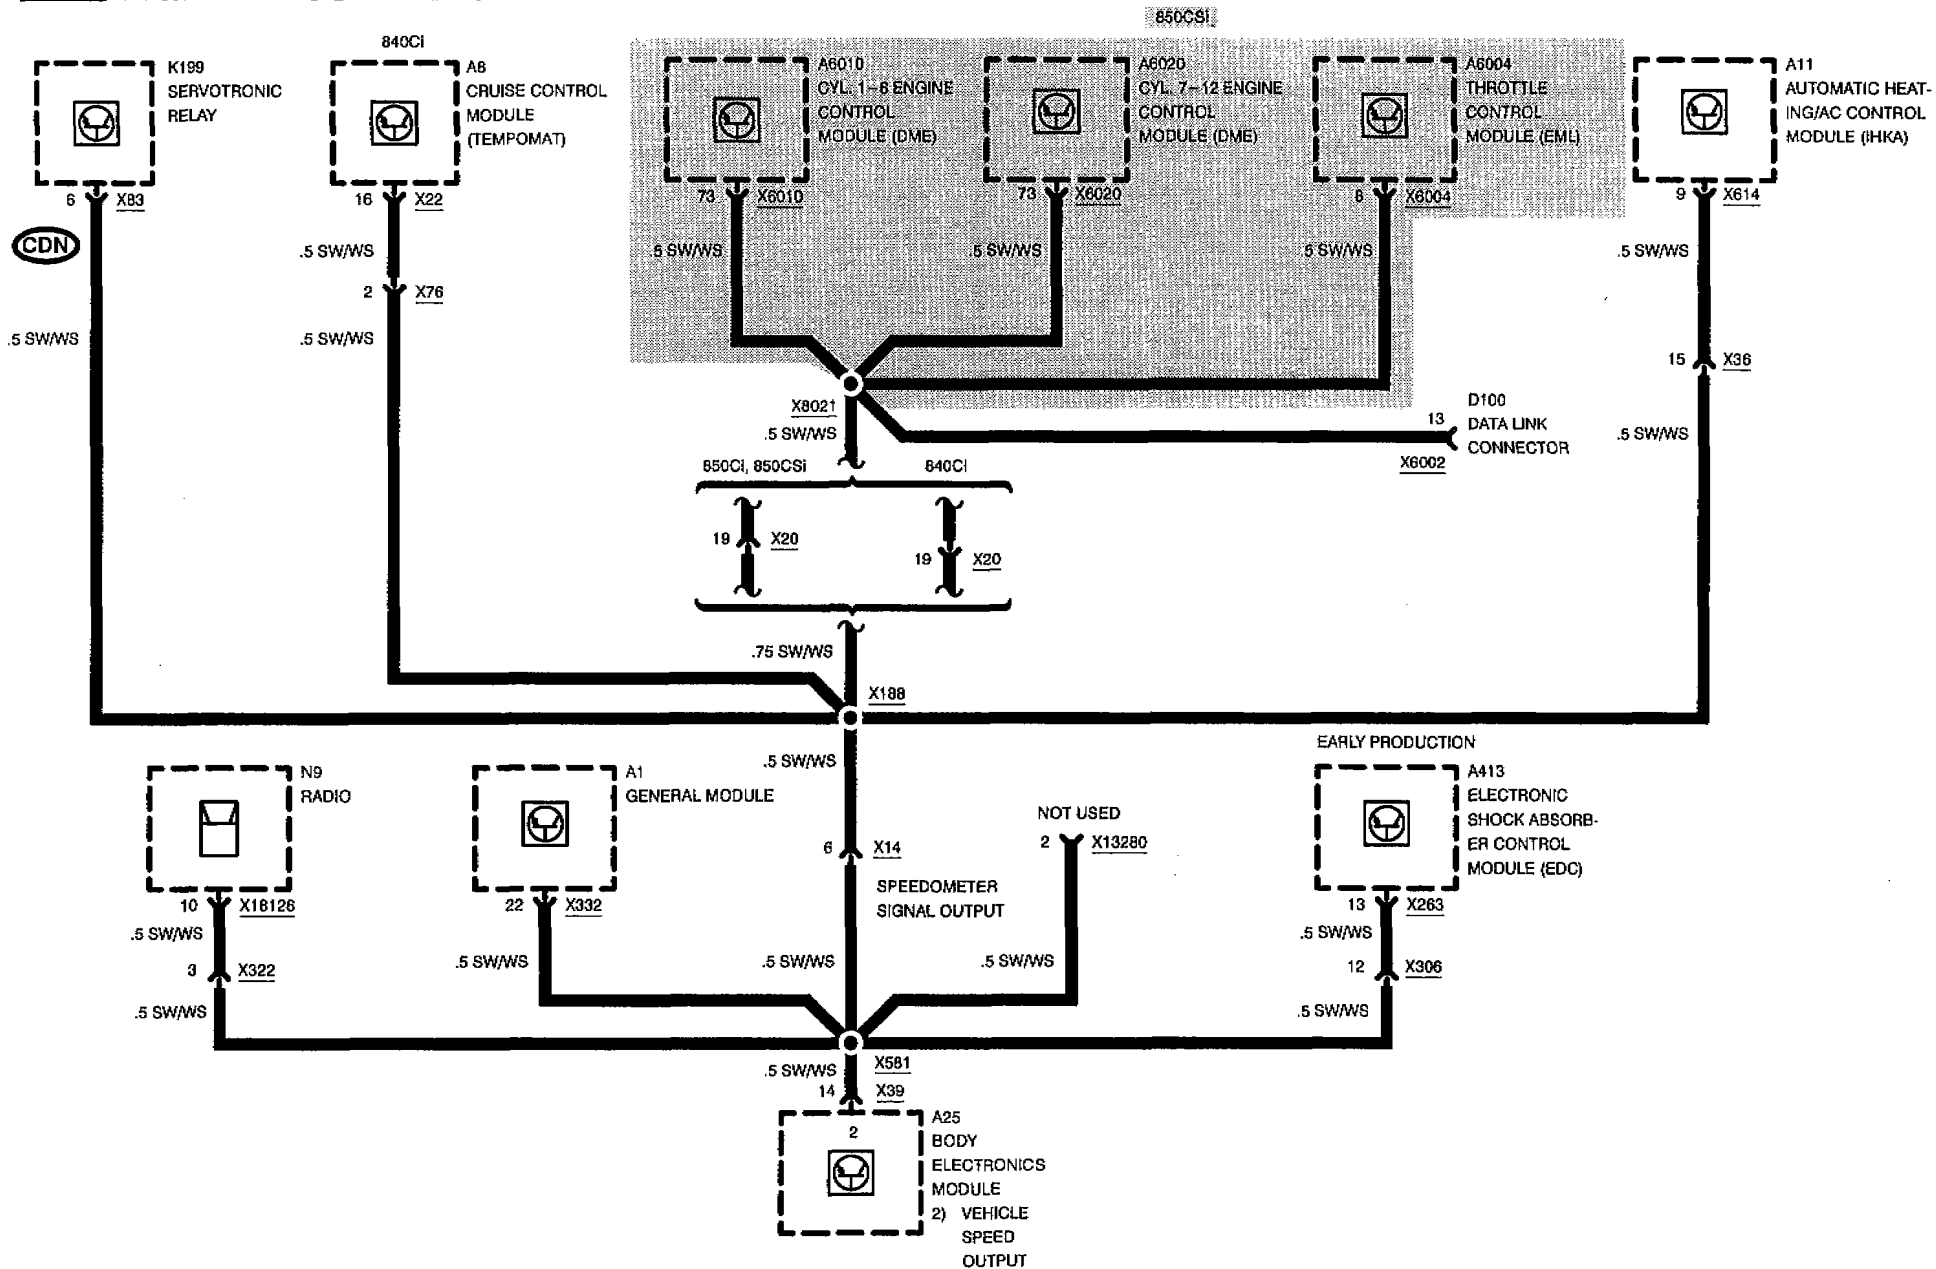 850CSi
840Ci
K199
SERVOTRONIC
RELAY
A8
CRUISE CONTROL
MODULE
(TEMPOMAT)
A6010
CYL. 1–6 ENGINE
CONTROL
MODULE (DME)
A6020
CYL. 7–12 ENGINE
CONTROL
MODULE (DME)
A6004
THROTTLE
CONTROL
MODULE (EML)
A11
AUTOMATIC HEAT-
ING/AC CONTROL
MODULE (IHKA)
6 X83
16 X22
73 X6010
73 X6020
8 X6004
9 X614
CDN
.5 SW/WS
.5 SW/WS
.5 SW/WS
.5 SW/WS
.5 SW/WS
2 X76
.5 SW/WS
.5 SW/WS
15 X36
X8021
.5 SW/WS
13
D100
DATA LINK
CONNECTOR
X6002
.5 SW/WS
850Ci, 850CSi
840Ci
19 X20
19 X20
.75 SW/WS
X188
.5 SW/WS
EARLY PRODUCTION
N9
RADIO
A1
GENERAL MODULE
A413
ELECTRONIC
SHOCK ABSORB-
ER CONTROL
MODULE (EDC)
NOT USED
2 X13280
6 X14
SPEEDOMETER
SIGNAL OUTPUT
10 X18126
22 X332
13 X263
.5 SW/WS
.5 SW/WS
.5 SW/WS
.5 SW/WS
.5 SW/WS
3 X322
12 X306
.5 SW/WS
.5 SW/WS
X581
.5 SW/WS
14 X39
2
A25
BODY
ELECTRONICS
MODULE
2) VEHICLE
SPEED
OUTPUT